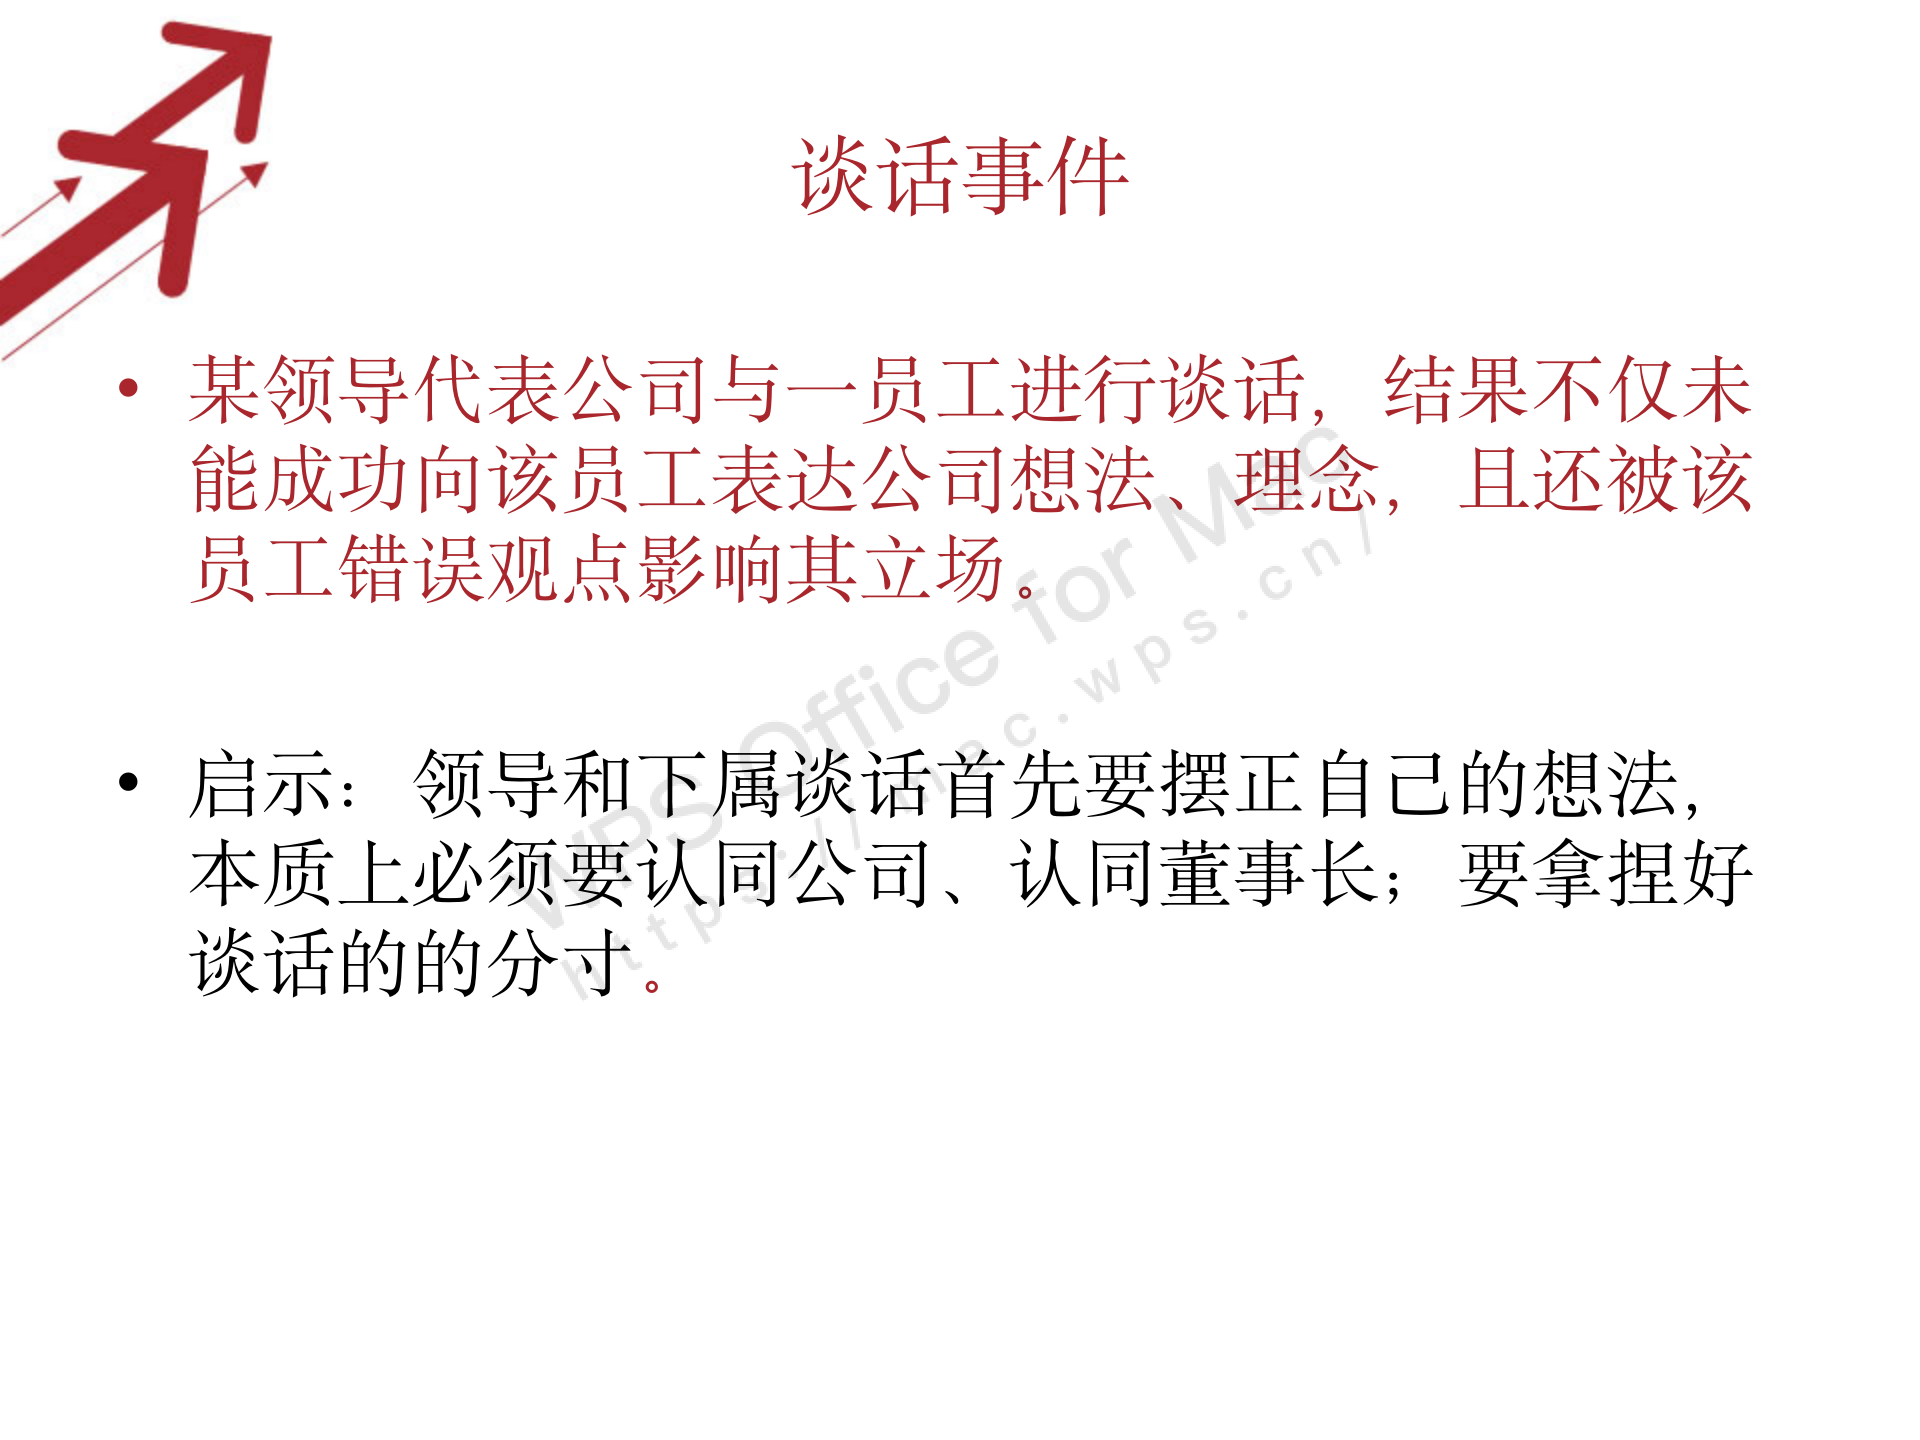 谈话事件
• 某领导代表公司与一员工进行谈话，结果不仅未
能成功向该员工表达公司想法、理念，且还被该
员工错误观点影响其立场。
• 启示：领导和下属谈话首先要摆正自己的想法，
本质上必须要认同公司、认同董事长；要拿捏好
谈话的的分寸。
WPS Office for Mac
https://mac.wps.cn/